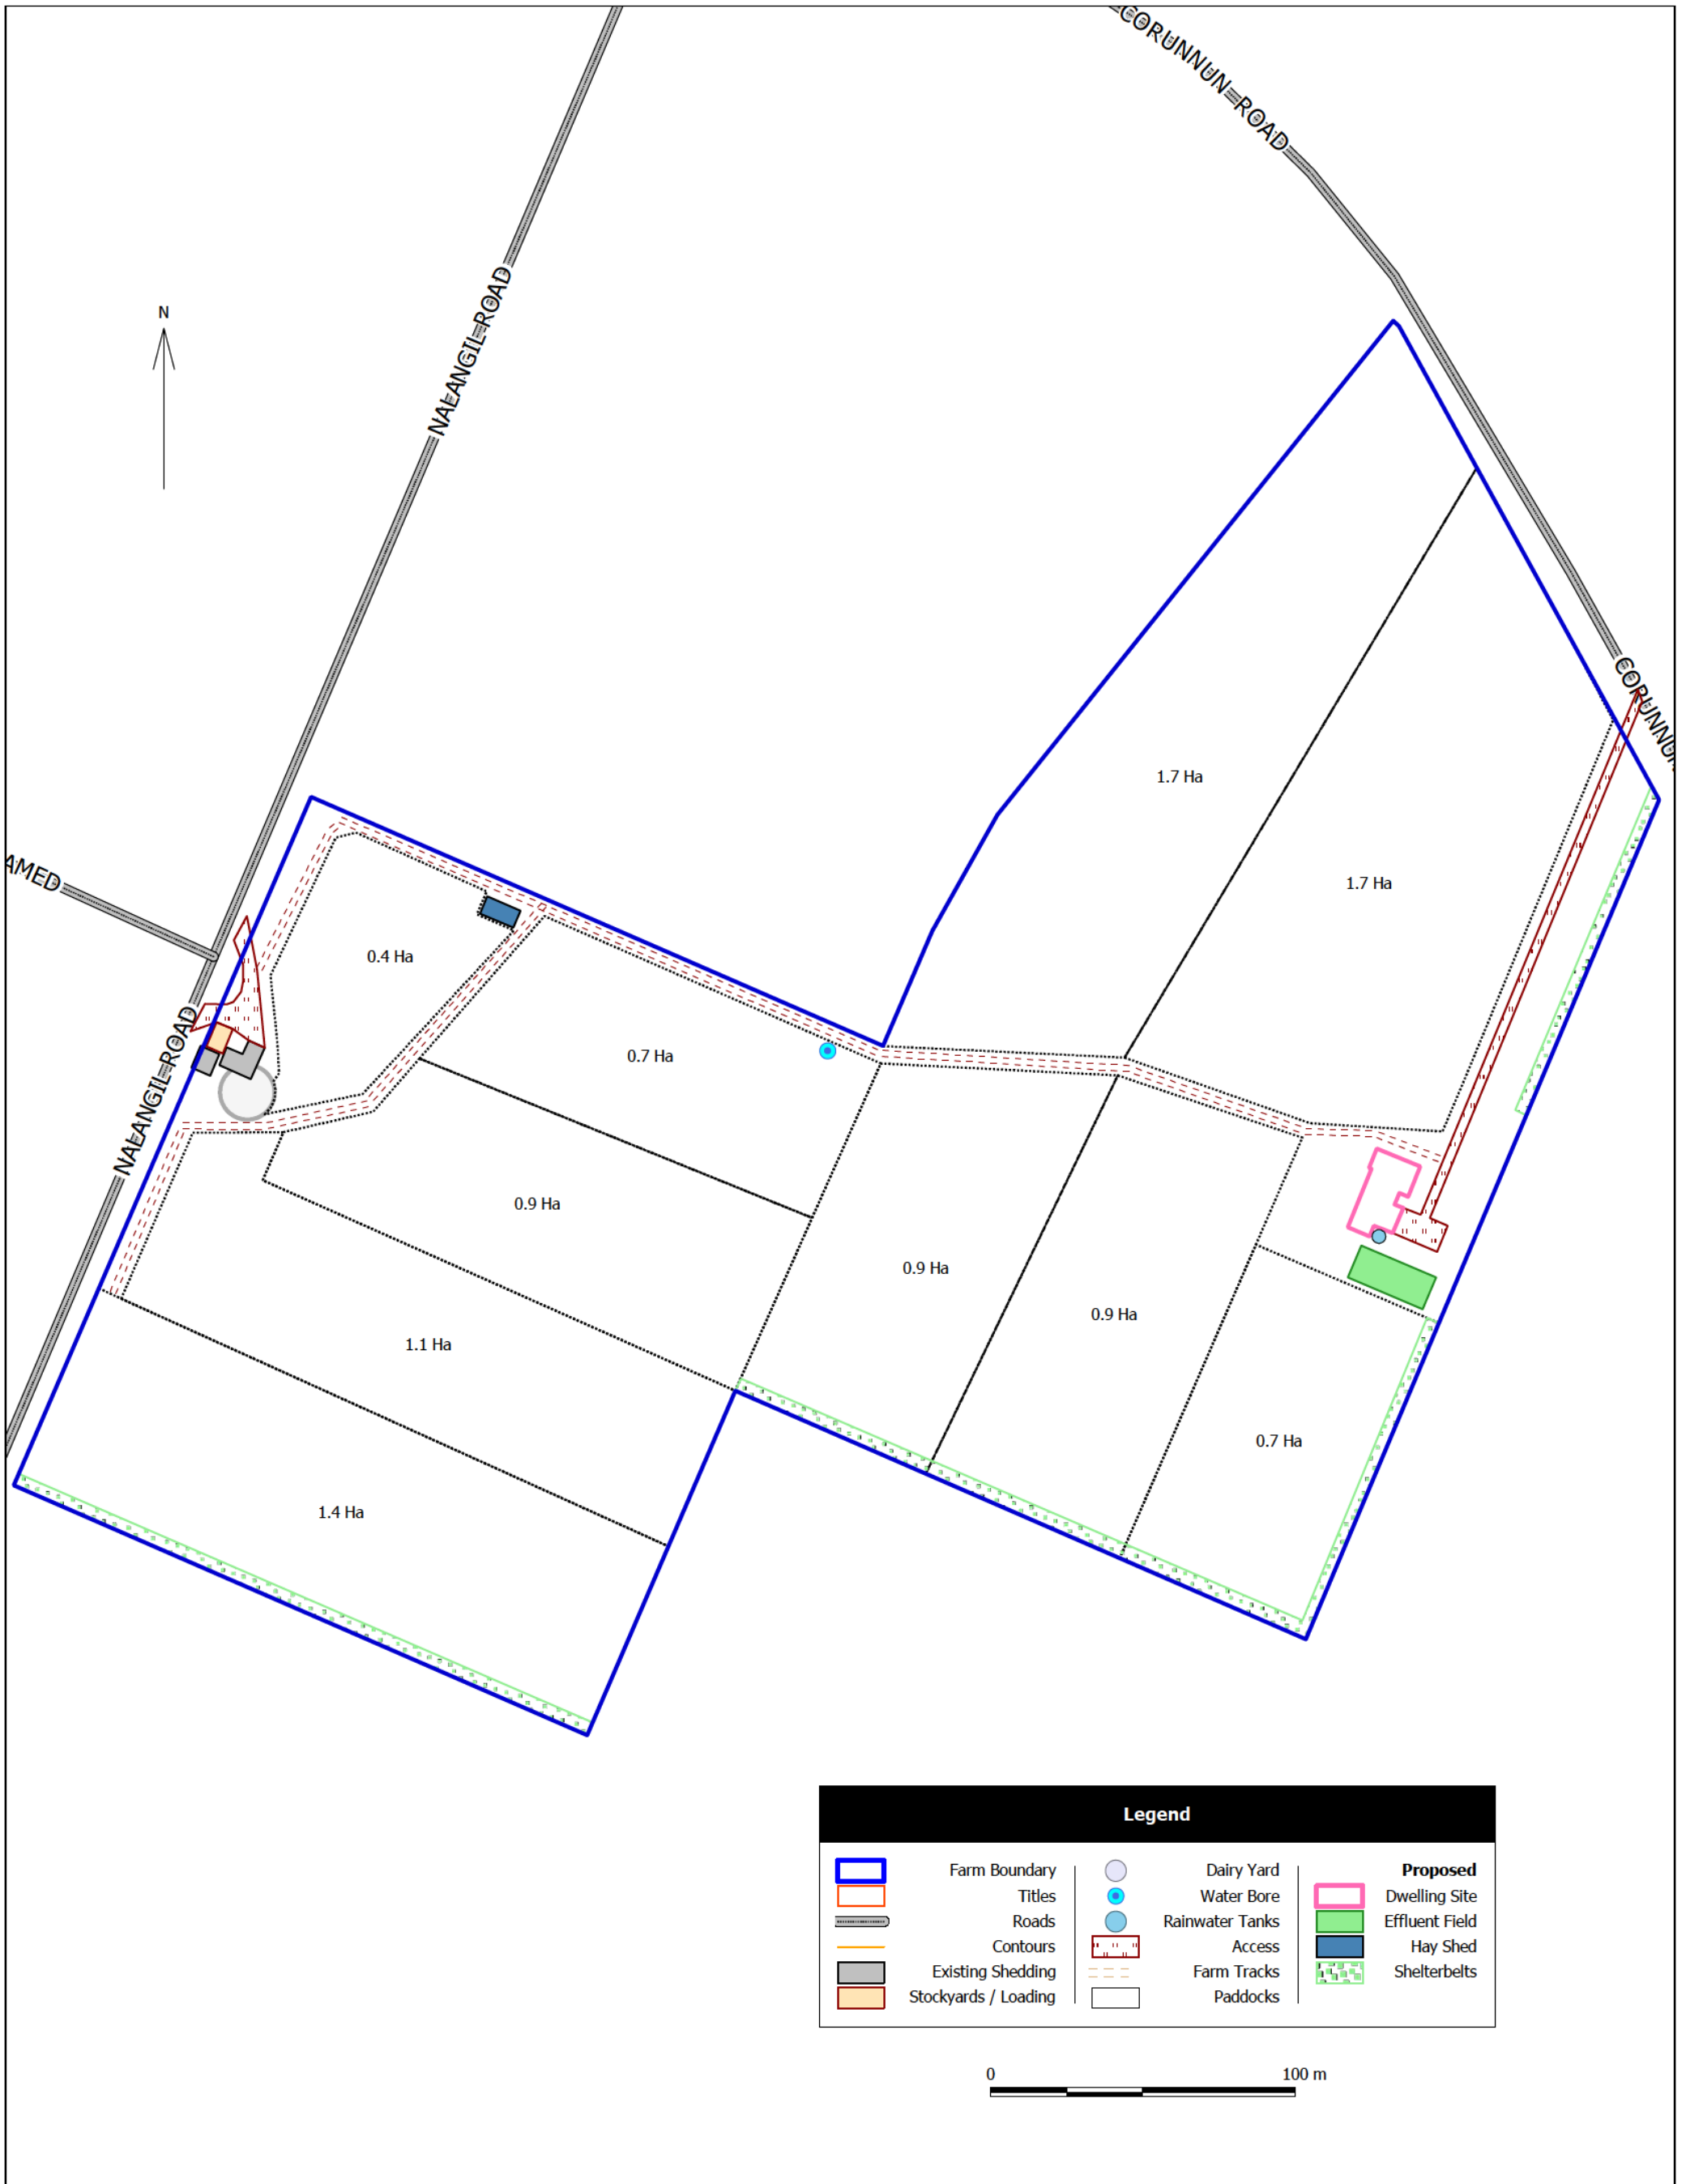 CORUNNUN ROAD
NALANGIL ROAD
N
CORUNNUN
1.7 Ha
1.7 Ha
AMED
0.4 Ha
0.7 Ha
NALANGIL ROAD
0.9 Ha
0.9 Ha
0.9 Ha
1.1 Ha
0.7 Ha
1.4 Ha
Legend
Farm Boundary
Titles
Roads
Contours
Existing Shedding
Stockyards / Loading
Dairy Yard
Water Bore
Rainwater Tanks
Access
Farm Tracks
Paddocks
Proposed
Dwelling Site
Effluent Field
Hay Shed
Shelterbelts
0 100 m